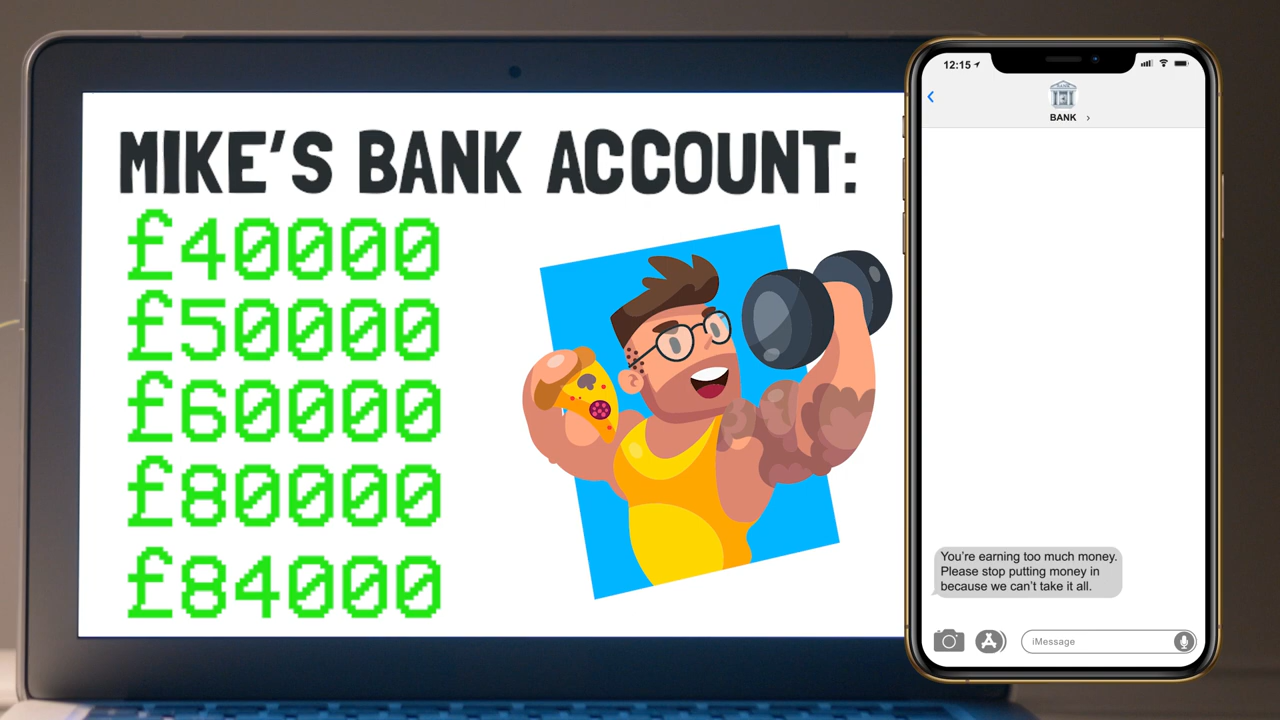 MIKE'S BANK ACCOUNT:
£40000
£50000
£60000
£80000
£84000
12:15
BANK
You're earning too much money.
Please stop putting money in
because we can't take it all.
iMessage